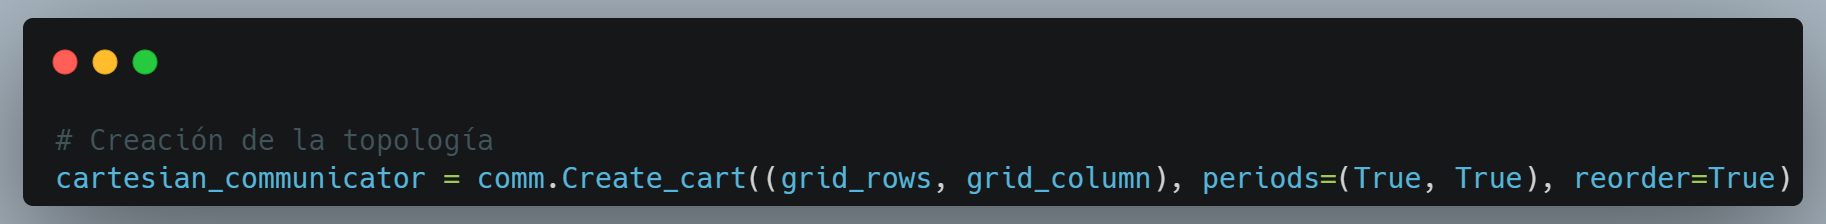 # Creación de la topología
cartesian_communicator = comm.Create_cart((grid_rows, grid_column), periods=(True, True), reorder=True)